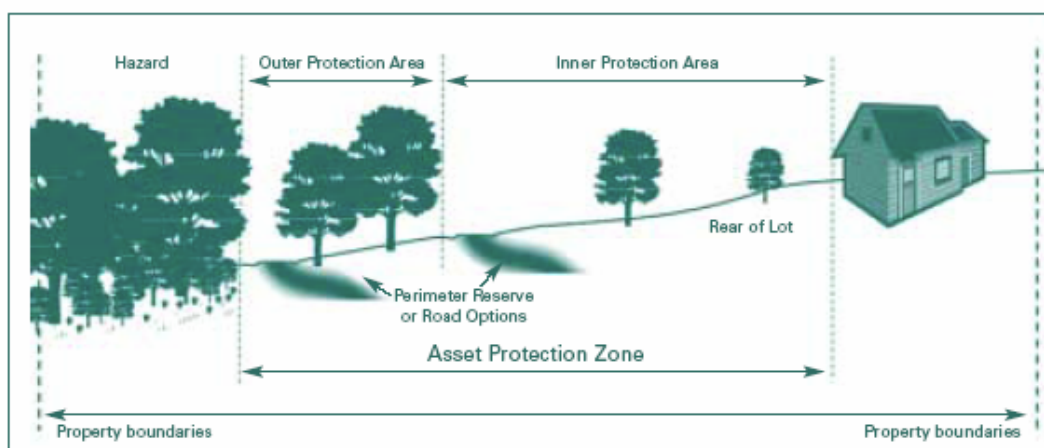 Hazard
Outer Protection Area
Inner Protection Area
Rear of Lot
Perimeter Reserve
or Road Options
Asset Protection Zone
Property boundaries
Property boundaries